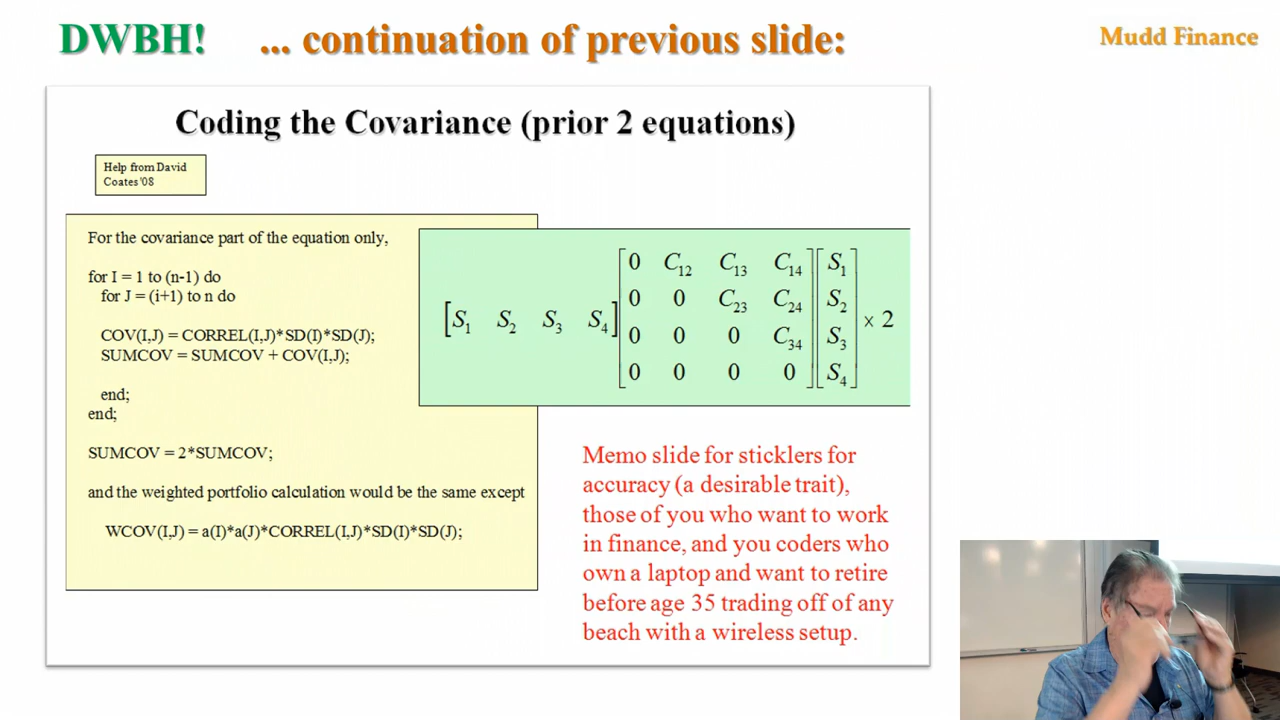 DWBH! ... continuation of previous slide:
Mudd Finance
Coding the Covariance (prior 2 equations)
Help from David
Coates '08
For the covariance part of the equation only,
for I = 1 to (n-1) do
for J = (i+1) to n do
COV(I,J) = CORREL(I,J)*SD(I)*SD(J);
SUMCOV = SUMCOV + COV(I,J);
end;
end;
SUMCOV = 2*SUMCOV;
and the weighted portfolio calculation would be the same except
WCOV(I,J) = a(I)*a(J)*CORREL(I,J)*SD(I)*SD(J);
0 C12 C13 C14 S1
0 0 C23 C24 S2
[S1 S2 S3 S4] × 2
0 0 0 C34 S3
0 0 0 0 S4
Memo slide for sticklers for
accuracy (a desirable trait),
those of you who want to work
in finance, and you coders who
own a laptop and want to retire
before age 35 trading off of any
beach with a wireless setup.